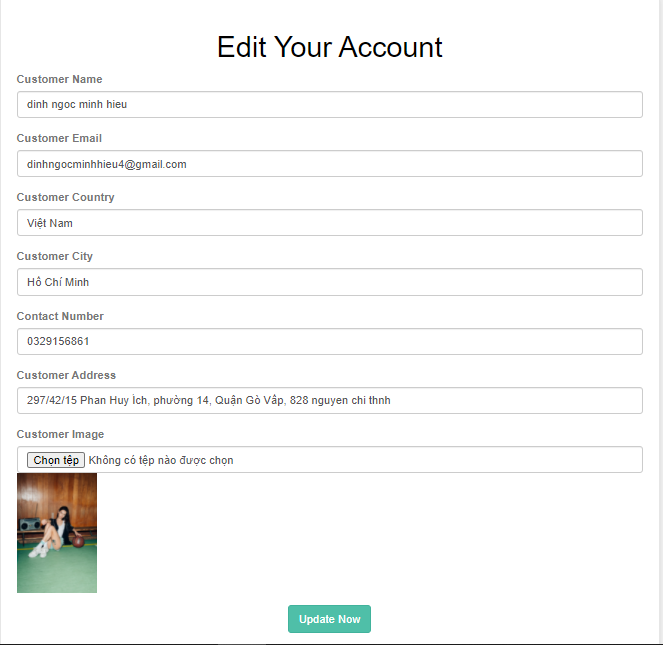 Edit Your Account
Customer Name
dinh ngoc minh hieu
Customer Email
dinhngocminhhieu4@gmail.com
Customer Country
Việt Nam
Customer City
Hồ Chí Minh
Contact Number
0329156861
Customer Address
297/42/15 Phan Huy Ích, phường 14, Quận Gò Vấp, 828 nguyen chi thnh
Customer Image
Chọn tệp Không có tệp nào được chọn
Update Now